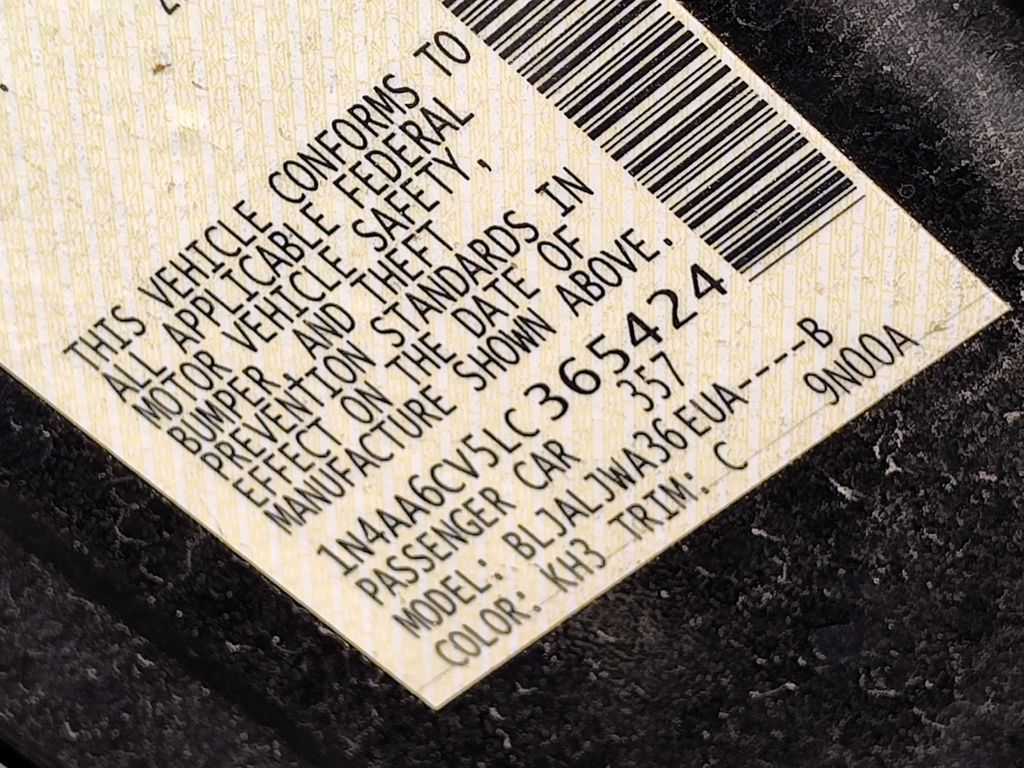 THIS VEHICLE CONFORMS TO
ALL APPLICABLE FEDERAL
MOTOR VEHICLE SAFETY,
BUMPER, AND THEFT
PREVENTION STANDARDS IN
EFFECT ON THE DATE OF
MANUFACTURE SHOWN ABOVE.
1N4AA6CV5LC365424
PASSENGER CAR 357
MODEL: BLJALJWA36EUA----B
COLOR: KH3 TRIM: C 9N00A